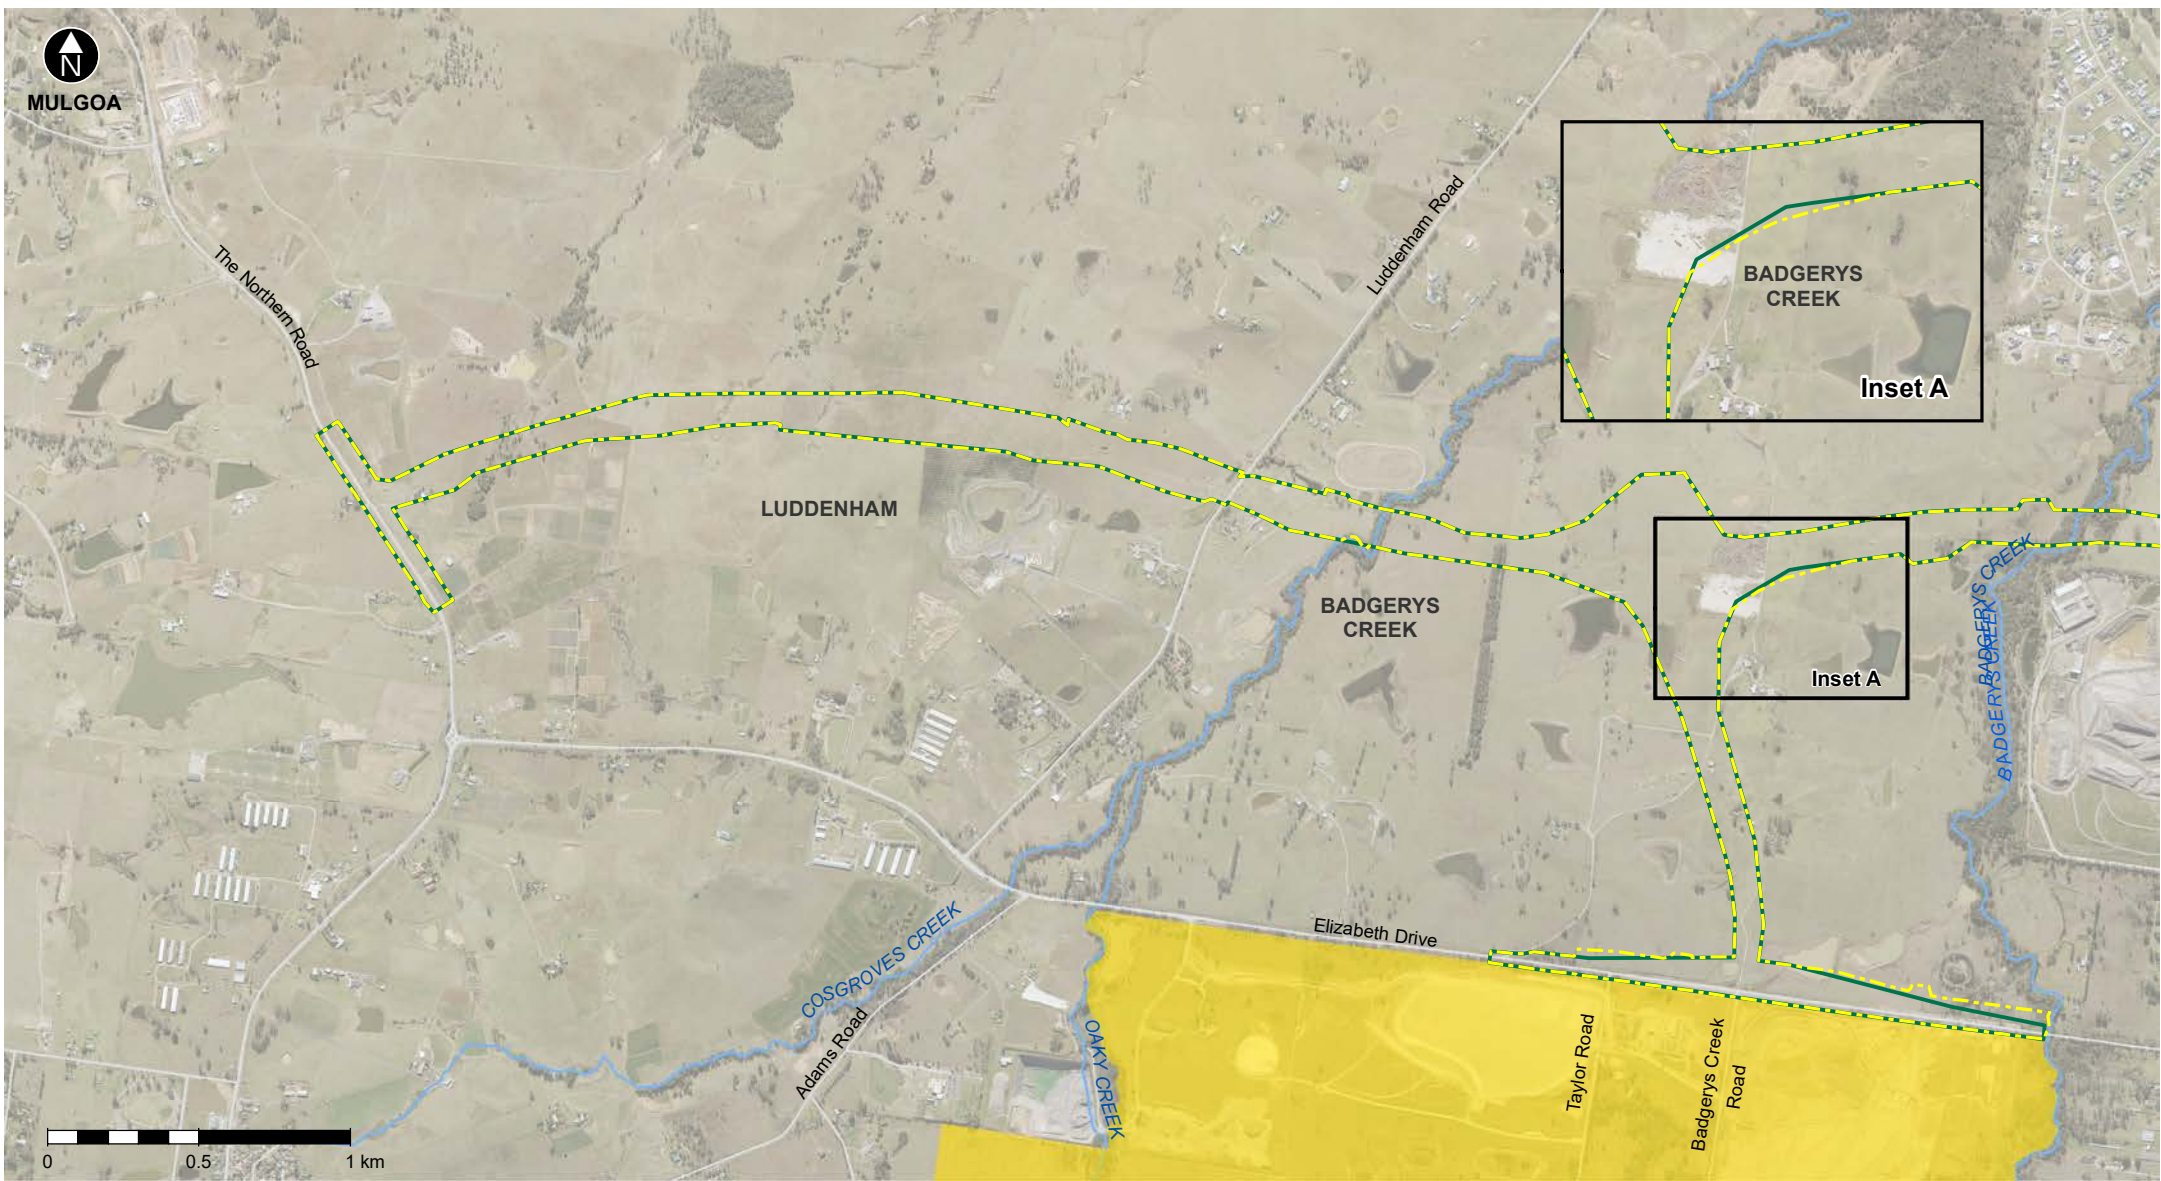 N
MULGOA
The Northern Road
Luddenham Road
BADGERYS
CREEK
Inset A
LUDDENHAM
BADGERYS
CREEK
Inset A
BADGERYS CREEK
BADGERYS CREEK
Elizabeth Drive
COSGROVES CREEK
Adams Road
OAKY CREEK
Taylor Road
Badgerys Creek
Road
0
0.5
1 km